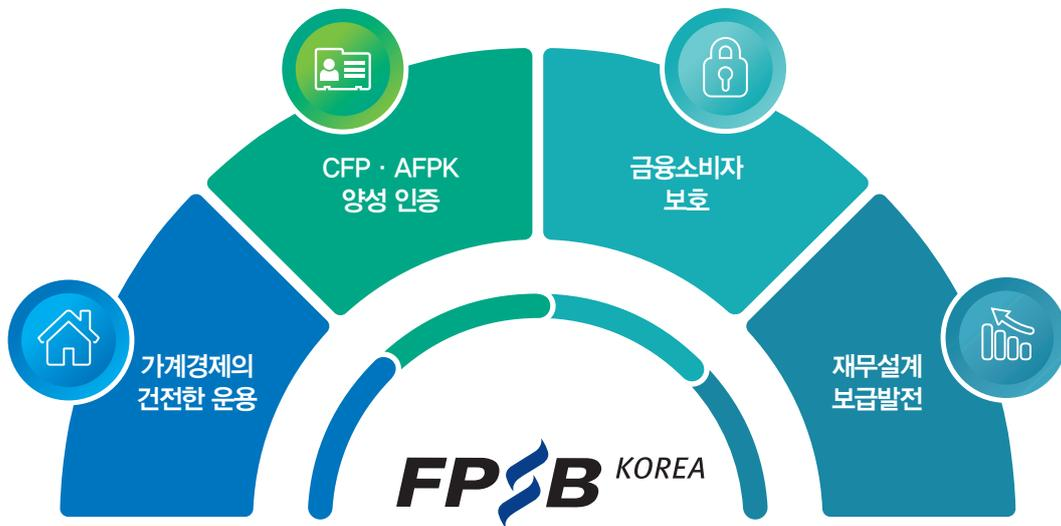 CFP · AFPK
양성 인증
금융소비자
보호
가계경제의
건전한 운용
재무설계
보급발전
FPSB KOREA